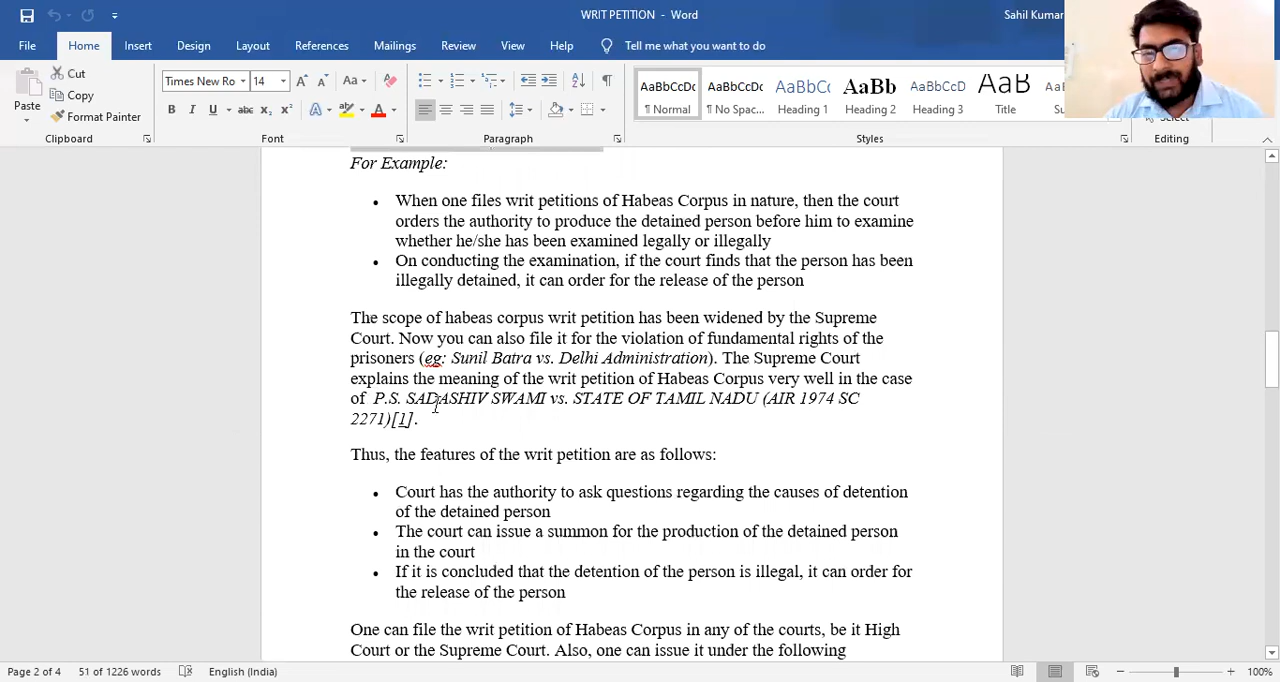 WRIT PETITION - Word
Sahil Kumar
File Home Insert Design Layout References Mailings Review View Help Tell me what you want to do
Paste
Cut
Copy
Format Painter
Times New Ro 14
AaBbCcDc AaBbCcDc AaBbCc AaBb AaBbCcD AaB
¶ Normal ¶ No Spac... Heading 1 Heading 2 Heading 3 Title
Select
Clipboard Font Paragraph Styles Editing
For Example:
• When one files writ petitions of Habeas Corpus in nature, then the court
orders the authority to produce the detained person before him to examine
whether he/she has been examined legally or illegally
• On conducting the examination, if the court finds that the person has been
illegally detained, it can order for the release of the person
The scope of habeas corpus writ petition has been widened by the Supreme
Court. Now you can also file it for the violation of fundamental rights of the
prisoners (eg: Sunil Batra vs. Delhi Administration). The Supreme Court
explains the meaning of the writ petition of Habeas Corpus very well in the case
of P.S. SADASHIV SWAMI vs. STATE OF TAMIL NADU (AIR 1974 SC
2271)[1].
Thus, the features of the writ petition are as follows:
• Court has the authority to ask questions regarding the causes of detention
of the detained person
• The court can issue a summon for the production of the detained person
in the court
• If it is concluded that the detention of the person is illegal, it can order for
the release of the person
One can file the writ petition of Habeas Corpus in any of the courts, be it High
Court or the Supreme Court. Also, one can issue it under the following
Page 2 of 4 51 of 1226 words English (India) 100%